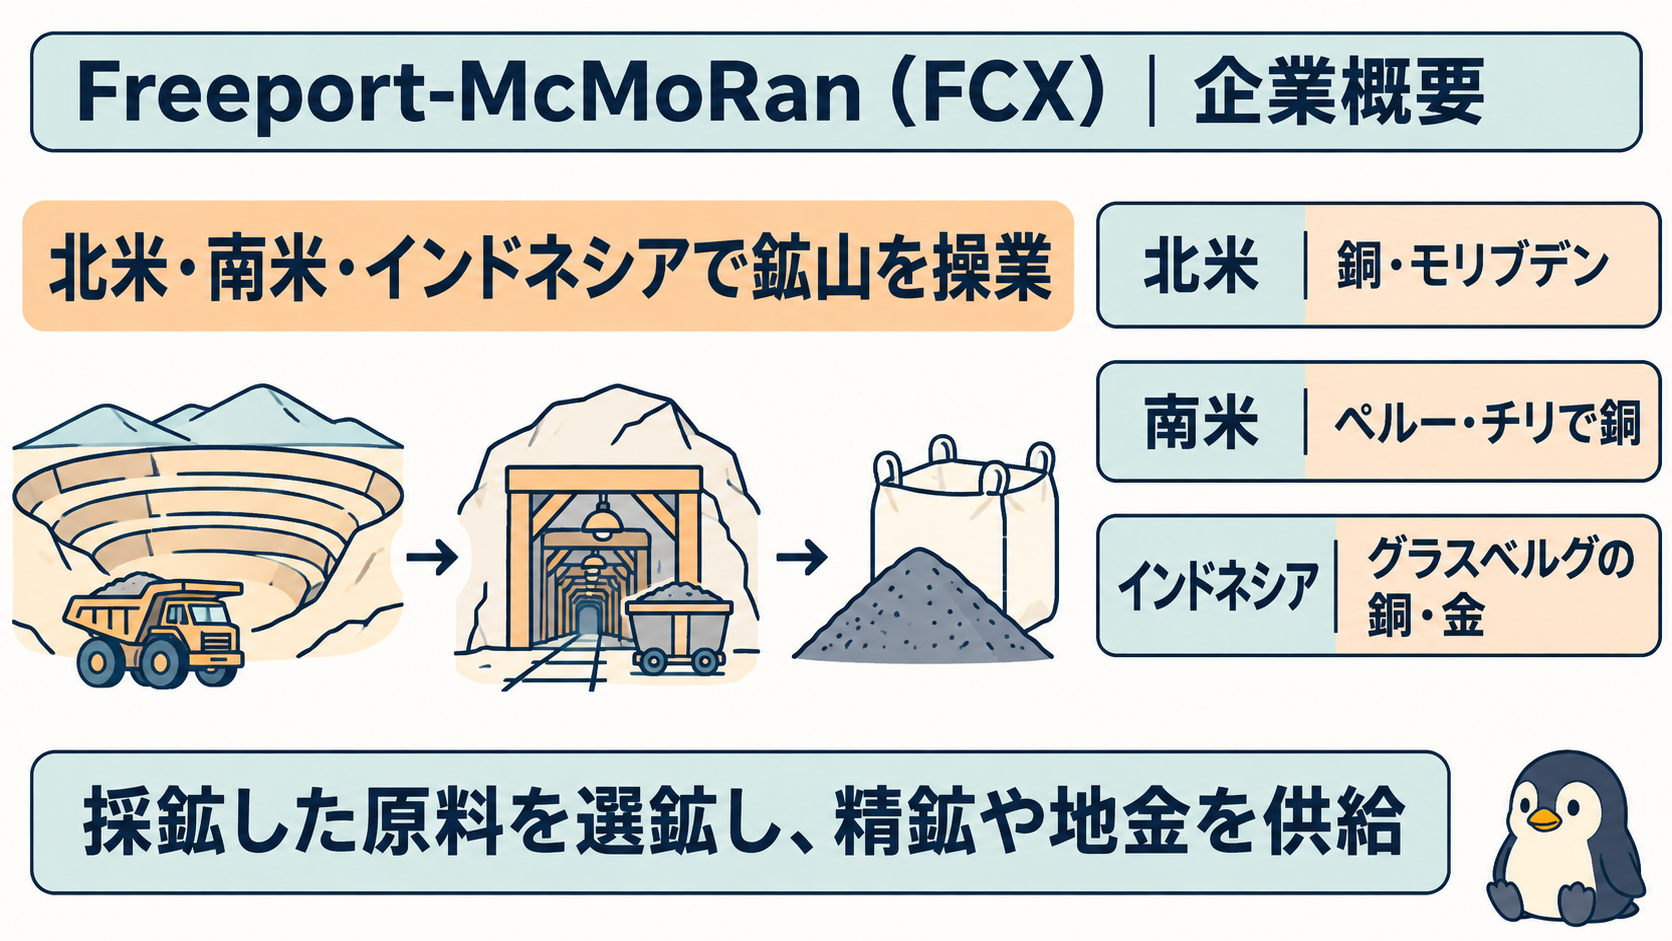 Freeport-McMoRan（FCX）｜企業概要
北米・南米・インドネシアで鉱山を操業
北米｜銅・モリブデン
南米｜ペルー・チリで銅
インドネシア｜グラスベルグの
銅・金
採鉱した原料を選鉱し、精鉱や地金を供給